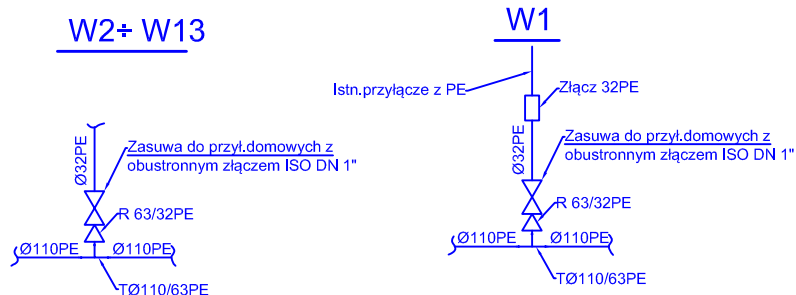 W2÷ W13
Ø32PE
Zasuwa do przył.domowych z
obustronnym złączem ISO DN 1"
R 63/32PE
Ø110PE
Ø110PE
TØ110/63PE
W1
Istn.przyłącze z PE
Złącz 32PE
Ø32PE
Zasuwa do przył.domowych z
obustronnym złączem ISO DN 1"
R 63/32PE
Ø110PE
Ø110PE
TØ110/63PE